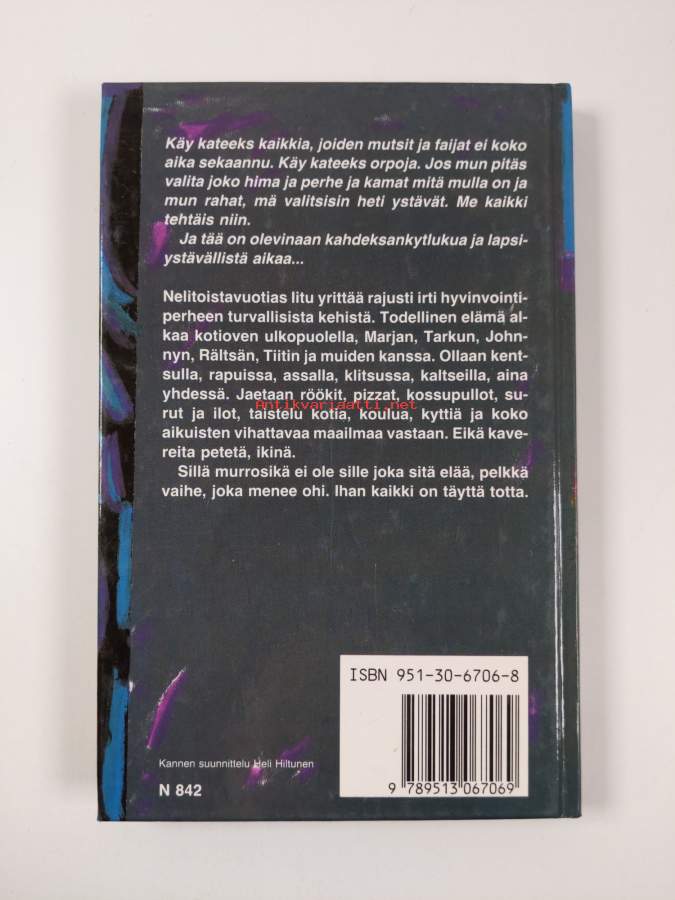 Käy kateeks kaikkia, joiden mutsit ja faijat ei koko
aika sekaannu. Käy kateeks orpoja. Jos mun pitäs
valita joko hima ja perhe ja kamat mitä mulla on ja
mun rahat, mä valitsisin heti ystävät. Me kaikki
tehtäis niin.
Ja tää on olevinaan kahdeksankytlukua ja lapsi-
ystävällistä aikaa...
Nelitoistavuotias Iitu yrittää rajusti irti hyvinvointi-
perheen turvallisista kehistä. Todellinen elämä al-
kaa kotioven ulkopuolella, Marjan, Tarkun, John-
nyn, Rältsän, Tiitin ja muiden kanssa. Ollaan kent-
sulla, rapuissa, assalla, klitsussa, kaltseilla, aina
yhdessä. Jaetaan röökit, pizzat, kossupullot, su-
rut ja ilot, taistelu kotia, koulua, kyttiä ja koko
aikuisten vihattavaa maailmaa vastaan. Eikä kave-
reita petetä, ikinä.
Sillä murrosikä ei ole sille joka sitä elää, pelkkä
vaihe, joka menee ohi. Ihan kaikki on täyttä totta.
Antikvariaatti.net
ISBN 951-30-6706-8
9 789513 067069
Kannen suunnittelu Heli Hiltunen
N 842